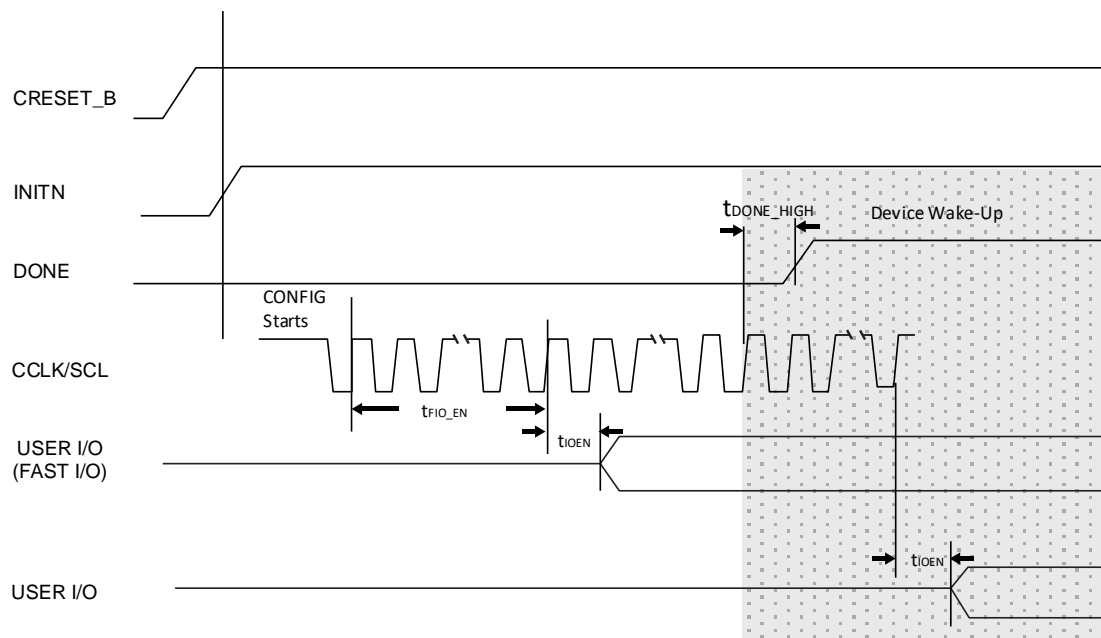 CRESET_B
INITN
tDONE_HIGH
Device Wake-Up
DONE
CONFIG
Starts
CCLK/SCL
tFIO_EN
tIOEN
USER I/O
(FAST I/O)
tIOEN
USER I/O